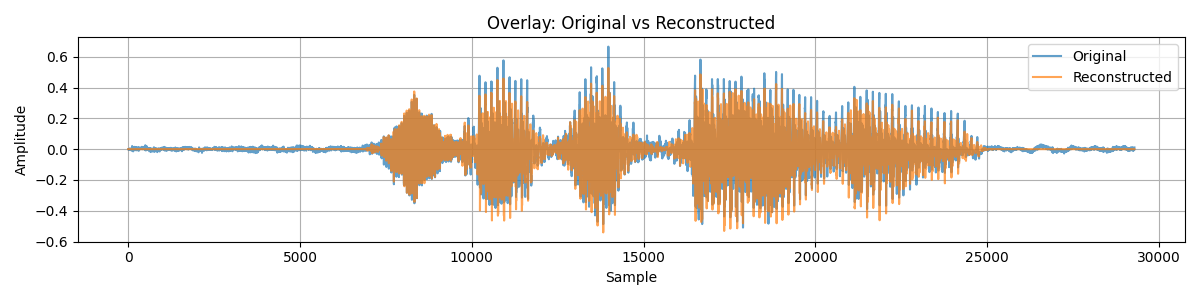 Overlay: Original vs Reconstructed
Original
Reconstructed
Amplitude
0.6
0.4
0.2
0.0
−0.2
−0.4
−0.6
0 5000 10000 15000 20000 25000 30000
Sample